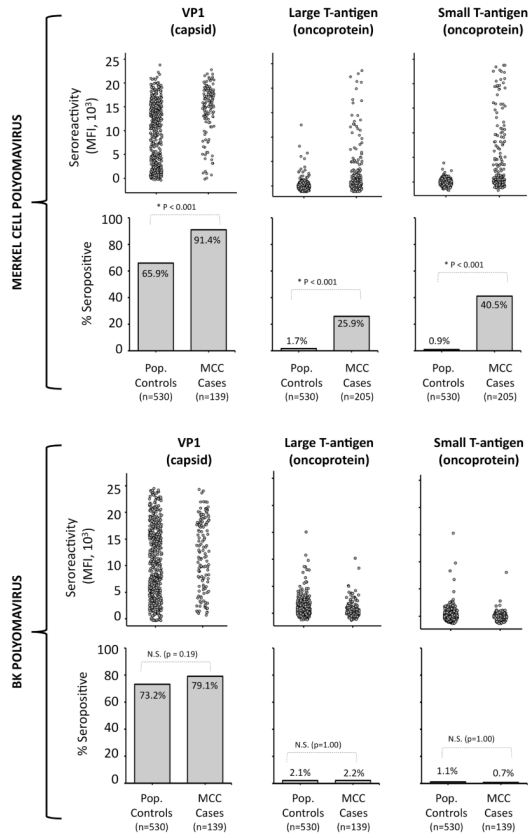 MERKEL CELL POLYOMAVIRUS
VP1
(capsid)
Large T-antigen
(oncoprotein)
Small T-antigen
(oncoprotein)
Seroreactivity
(MFI, 10³)
25
20
15
10
5
0
% Seropositive
100
80
60
40
20
0
* P < 0.001
65.9%
91.4%
* P < 0.001
1.7%
25.9%
* P < 0.001
0.9%
40.5%
Pop.
Controls
(n=530)
MCC
Cases
(n=139)
Pop.
Controls
(n=530)
MCC
Cases
(n=205)
Pop.
Controls
(n=530)
MCC
Cases
(n=205)
BK POLYOMAVIRUS
VP1
(capsid)
Large T-antigen
(oncoprotein)
Small T-antigen
(oncoprotein)
Seroreactivity
(MFI, 10³)
25
20
15
10
5
0
% Seropositive
100
80
60
40
20
0
N.S. (p = 0.19)
73.2%
79.1%
N.S. (p=1.00)
2.1%
2.2%
N.S. (p=1.00)
1.1%
0.7%
Pop.
Controls
(n=530)
MCC
Cases
(n=139)
Pop.
Controls
(n=530)
MCC
Cases
(n=139)
Pop.
Controls
(n=530)
MCC
Cases
(n=139)